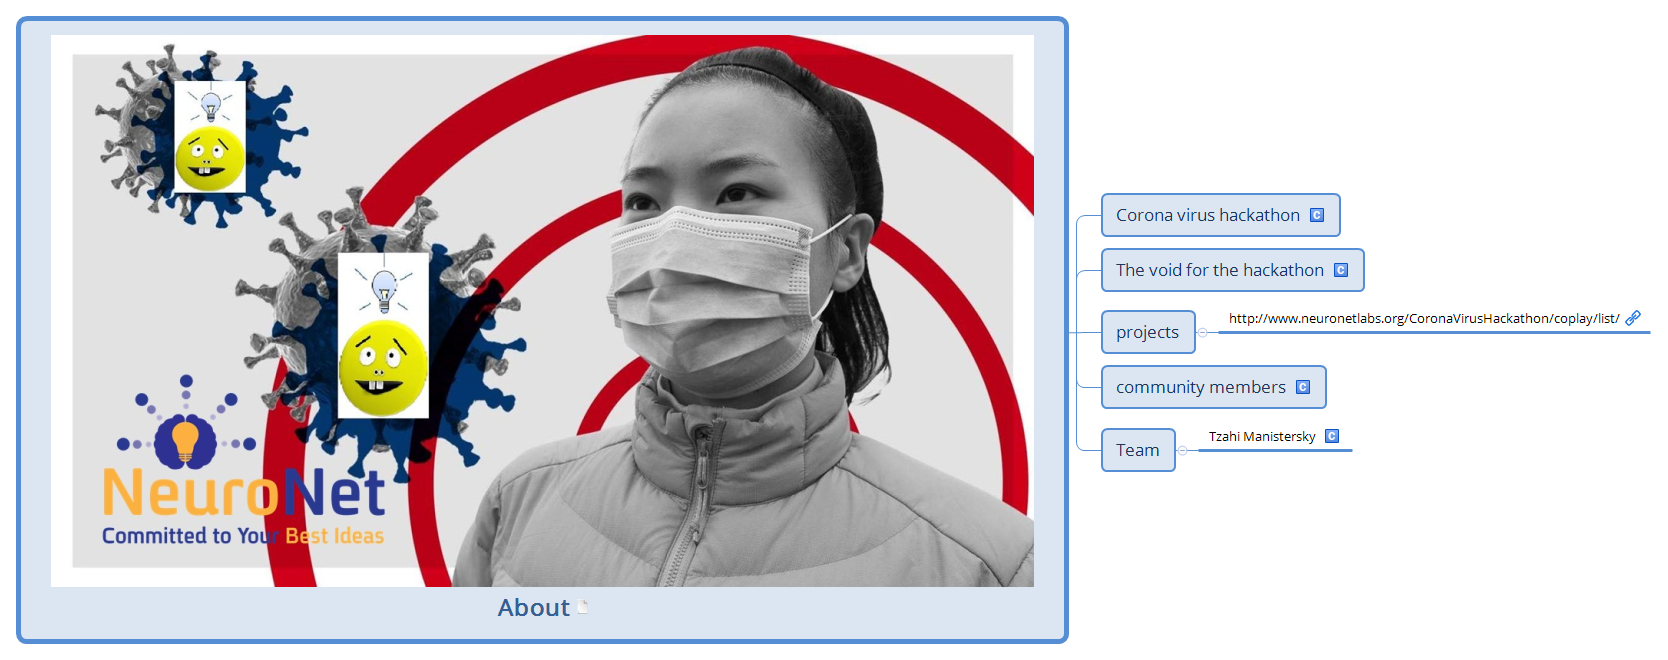 NeuroNet
Committed to Your Best Ideas
About
Corona virus hackathon
The void for the hackathon
projects
http://www.neuronetlabs.org/CoronaVirusHackathon/coplay/list/
community members
Team
Tzahi Manistersky